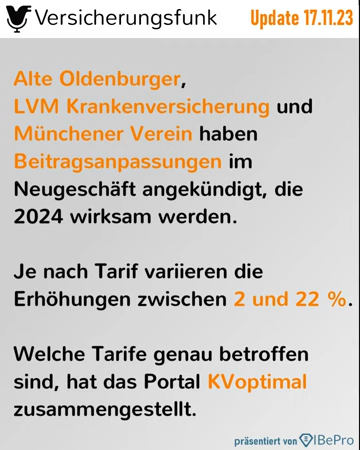 Versicherungsfunk
Update 17.11.23
Alte Oldenburger,
LVM Krankenversicherung und
Münchener Verein haben
Beitragsanpassungen im
Neugeschäft angekündigt, die
2024 wirksam werden.
Je nach Tarif variieren die
Erhöhungen zwischen 2 und 22 %.
Welche Tarife genau betroffen
sind, hat das Portal KVoptimal
zusammengestellt.
präsentiert von IBePro